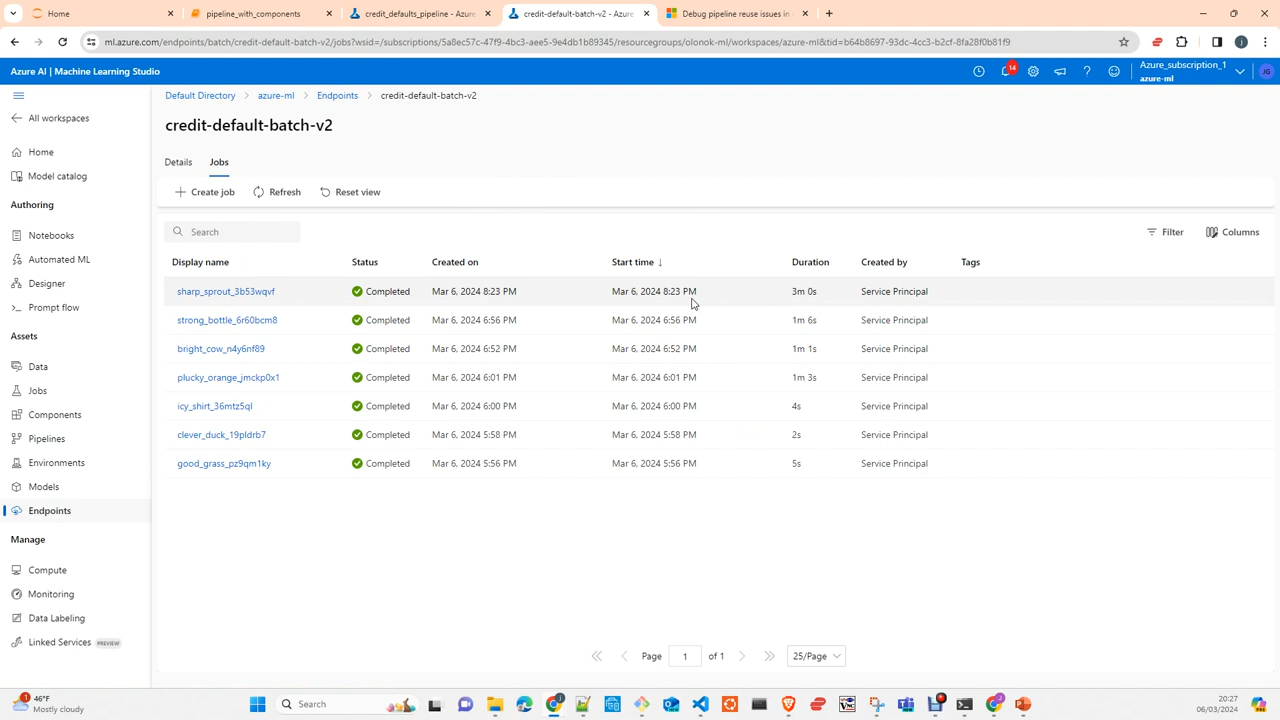 Home
pipeline_with_components
credit_defaults_pipeline - Azure
credit-default-batch-v2 - Azure
Debug pipeline reuse issues in
ml.azure.com/endpoints/batch/credit-default-batch-v2/jobs?wsid=/subscriptions/5a8ec57c-47f9-4bc3-aee5-9e4db1b89345/resourcegroups/olonok-ml/workspaces/azure-ml&tid=b64b8697-93dc-4cc3-b2cf-8fa28f0b81f9
Azure AI | Machine Learning Studio
14
Azure_subscription_1
azure-ml
JG
Default Directory > azure-ml > Endpoints > credit-default-batch-v2
All workspaces
Home
Model catalog
Authoring
Notebooks
Automated ML
Designer
Prompt flow
Assets
Data
Jobs
Components
Pipelines
Environments
Models
Endpoints
Manage
Compute
Monitoring
Data Labeling
Linked Services PREVIEW
credit-default-batch-v2
Details Jobs
Create job Refresh Reset view
Search Filter Columns
Display name Status Created on Start time ↓ Duration Created by Tags
sharp_sprout_3b53wqvf Completed Mar 6, 2024 8:23 PM Mar 6, 2024 8:23 PM 3m 0s Service Principal
strong_bottle_6r60bcm8 Completed Mar 6, 2024 6:56 PM Mar 6, 2024 6:56 PM 1m 6s Service Principal
bright_cow_n4y6nf89 Completed Mar 6, 2024 6:52 PM Mar 6, 2024 6:52 PM 1m 1s Service Principal
plucky_orange_jmckp0x1 Completed Mar 6, 2024 6:01 PM Mar 6, 2024 6:01 PM 1m 3s Service Principal
icy_shirt_36mtz5ql Completed Mar 6, 2024 6:00 PM Mar 6, 2024 6:00 PM 4s Service Principal
clever_duck_19pldrb7 Completed Mar 6, 2024 5:58 PM Mar 6, 2024 5:58 PM 2s Service Principal
good_grass_pz9qm1ky Completed Mar 6, 2024 5:56 PM Mar 6, 2024 5:56 PM 5s Service Principal
Page 1 of 1 25/Page
1
46°F
Mostly cloudy
Search
20:27
06/03/2024